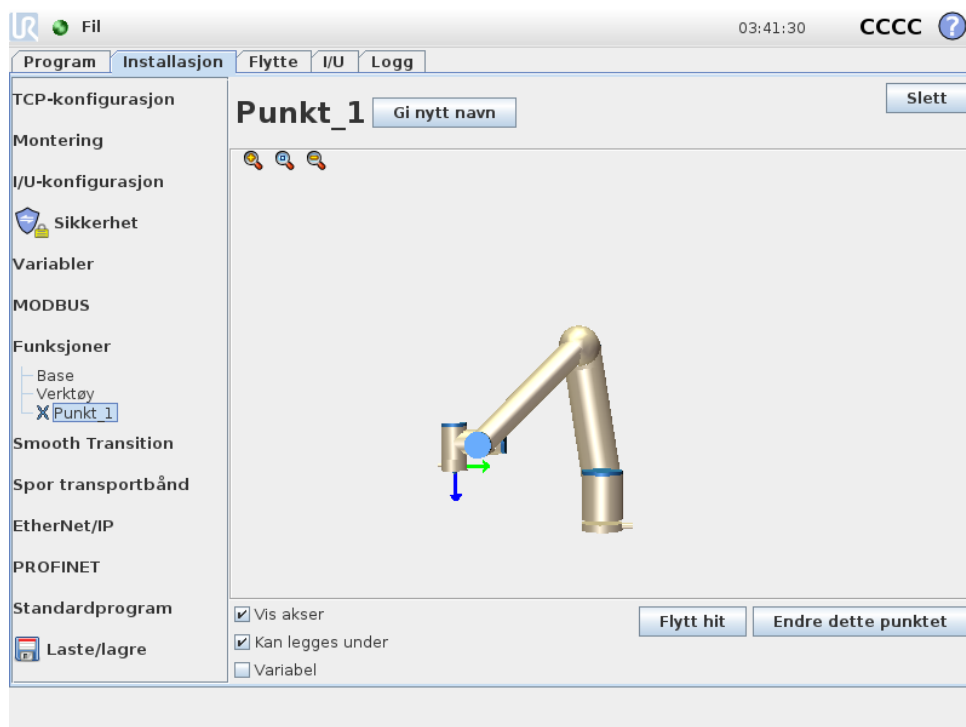 UR Fil 03:41:30 CCCC ?
Program Installasjon Flytte I/U Logg
TCP-konfigurasjon
Montering
I/U-konfigurasjon
Sikkerhet
Variabler
MODBUS
Funksjoner
Base
Verktøy
Punkt_1
Smooth Transition
Spor transportbånd
EtherNet/IP
PROFINET
Standardprogram
Laste/lagre
Punkt_1 Gi nytt navn Slett
Vis akser
Kan legges under
Variabel
Flytt hit Endre dette punktet